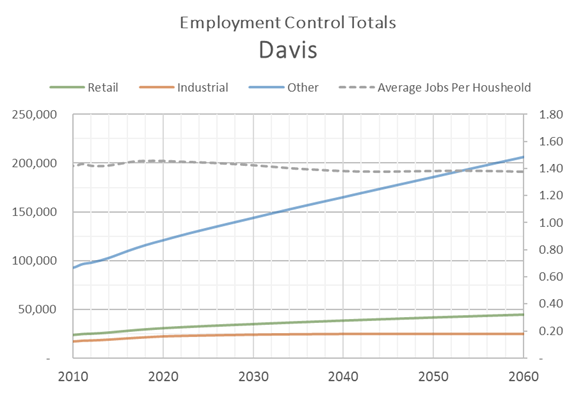 Employment Control Totals
Davis
Retail Industrial Other Average Jobs Per Housheold
250,000 1.80
1.60
200,000 1.40
1.20
150,000 1.00
100,000 0.80
0.60
50,000 0.40
0.20
- -
2010 2020 2030 2040 2050 2060